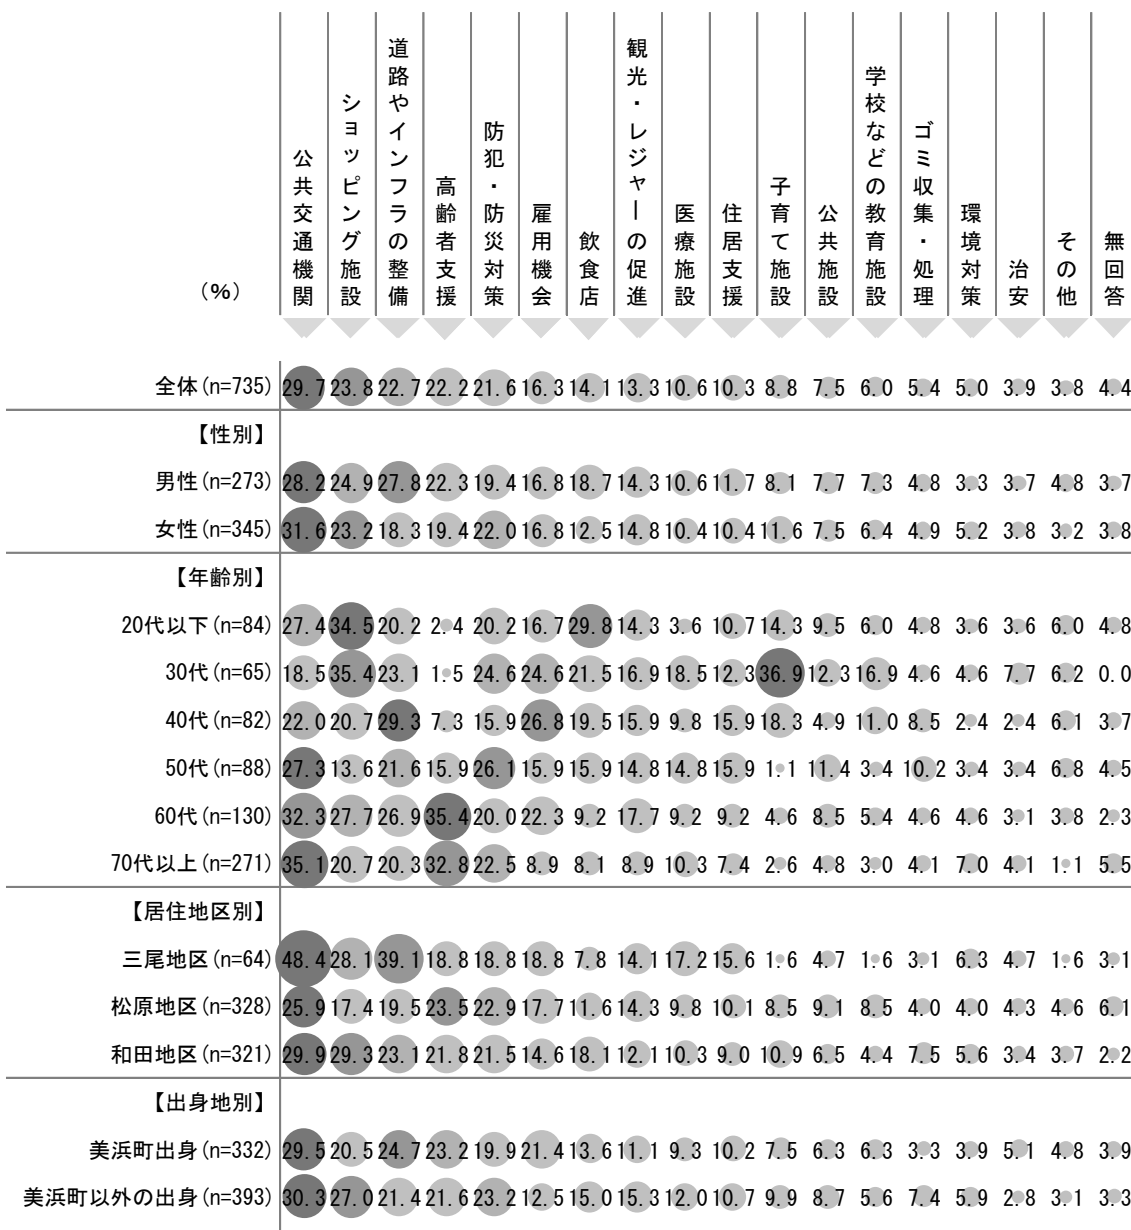 （%）
公共交通機関
ショッピング施設
道路やインフラの整備
高齢者支援
防犯・防災対策
雇用機会
飲食店
観光・レジャーの促進
医療施設
住居支援
子育て施設
公共施設
学校などの教育施設
ゴミ収集・処理
環境対策
治安
その他
無回答
全体(n=735) 29.7 23.8 22.7 22.2 21.6 16.3 14.1 13.3 10.6 10.3 8.8 7.5 6.0 5.4 5.0 3.9 3.8 4.4
【性別】
男性(n=273) 28.2 24.9 27.8 22.3 19.4 16.8 18.7 14.3 10.6 11.7 8.1 7.7 7.3 4.8 3.3 3.7 4.8 3.7
女性(n=345) 31.6 23.2 18.3 19.4 22.0 16.8 12.5 14.8 10.4 10.4 11.6 7.5 6.4 4.9 5.2 3.8 3.2 3.8
【年齢別】
20代以下(n=84) 27.4 34.5 20.2 2.4 20.2 16.7 29.8 14.3 3.6 10.7 14.3 9.5 6.0 4.8 3.6 3.6 6.0 4.8
30代(n=65) 18.5 35.4 23.1 1.5 24.6 24.6 21.5 16.9 18.5 12.3 36.9 12.3 16.9 4.6 4.6 7.7 6.2 0.0
40代(n=82) 22.0 20.7 29.3 7.3 15.9 26.8 19.5 15.9 9.8 15.9 18.3 4.9 11.0 8.5 2.4 2.4 6.1 3.7
50代(n=88) 27.3 13.6 21.6 15.9 26.1 15.9 15.9 14.8 14.8 15.9 1.1 11.4 3.4 10.2 3.4 3.4 6.8 4.5
60代(n=130) 32.3 27.7 26.9 35.4 20.0 22.3 9.2 17.7 9.2 9.2 4.6 8.5 5.4 4.6 4.6 3.1 3.8 2.3
70代以上(n=271) 35.1 20.7 20.3 32.8 22.5 8.9 8.1 8.9 10.3 7.4 2.6 4.8 3.0 4.1 7.0 4.1 1.1 5.5
【居住地区別】
三尾地区(n=64) 48.4 28.1 39.1 18.8 18.8 18.8 7.8 14.1 17.2 15.6 1.6 4.7 1.6 3.1 6.3 4.7 1.6 3.1
松原地区(n=328) 25.9 17.4 19.5 23.5 22.9 17.7 11.6 14.3 9.8 10.1 8.5 9.1 8.5 4.0 4.0 4.3 4.6 6.1
和田地区(n=321) 29.9 29.3 23.1 21.8 21.5 14.6 18.1 12.1 10.3 9.0 10.9 6.5 4.4 7.5 5.6 3.4 3.7 2.2
【出身地別】
美浜町出身(n=332) 29.5 20.5 24.7 23.2 19.9 21.4 13.6 11.1 9.3 10.2 7.5 6.3 6.3 3.3 3.9 5.1 4.8 3.9
美浜町以外の出身(n=393) 30.3 27.0 21.4 21.6 23.2 12.5 15.0 15.3 12.0 10.7 9.9 8.7 5.6 7.4 5.9 2.8 3.1 3.3